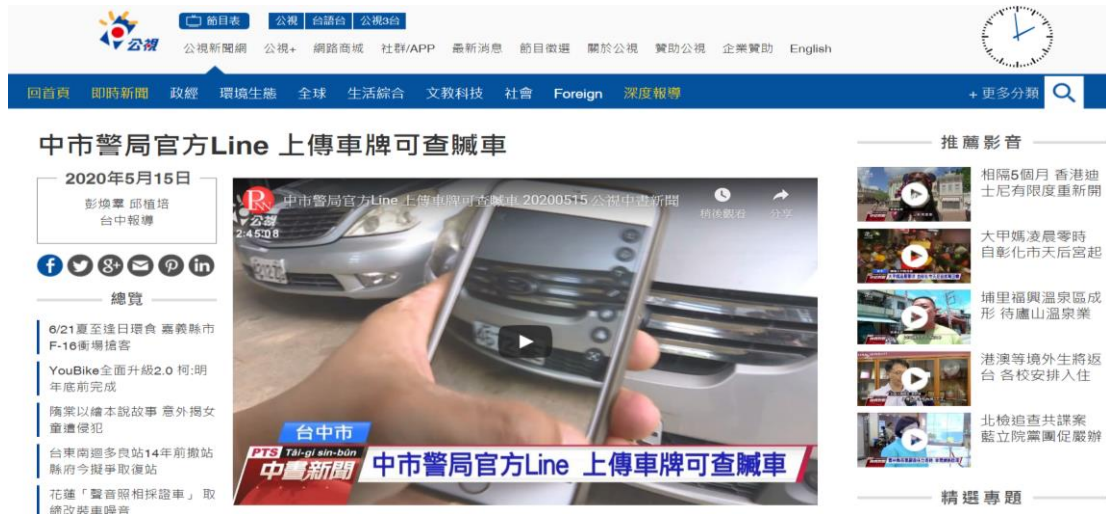 公視
節目表
公視 台語台 公視3台
公視新聞網 公視+ 網路商城 社群/APP 最新消息 節目徵選 關於公視 贊助公視 企業贊助 English
回首頁 即時新聞 政經 環境生態 全球 生活綜合 文教科技 社會 Foreign 深度報導 + 更多分類
中市警局官方Line 上傳車牌可查贓車
2020年5月15日
彭煥羣 邱植培
台中報導
總覽
6/21夏至逢日環食 嘉義縣市
F-16衝場搶客
YouBike全面升級2.0 柯:明
年底前完成
隋棠以繪本說故事 意外揭女
童遭侵犯
台東南迴多良站14年前撤站
縣府今擬爭取復站
花蓮「聲音照相採證車」 取
締改裝車噪音
中市警局官方Line 上傳車牌可查贓車 20200515 公視中晝新聞
稍後觀看 分享
公視
2:45:08
台中市
PTS Tâi-gí sin-bûn
中晝新聞
中市警局官方Line 上傳車牌可查贓車
推薦影音
相隔5個月 香港迪
士尼有限度重新開
大甲媽凌晨零時
自彰化市天后宮起
埔里福興溫泉區成
形 待廬山溫泉業
港澳等境外生將返
台 各校安排入住
北檢追查共諜案
藍立院黨團促嚴辦
精選專題